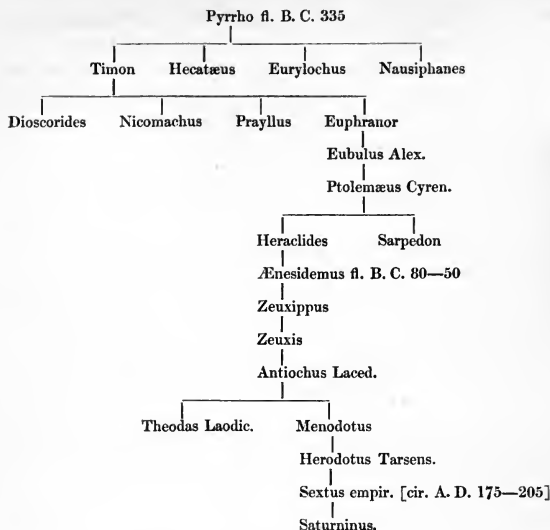 Pyrrho fl. B. C. 335
Timon Hecatæus Eurylochus Nausiphanes
Dioscorides Nicomachus Prayllus Euphranor
Eubulus Alex.
Ptolemæus Cyren.
Heraclides Sarpedon
Ænesidemus fl. B. C. 80—50
Zeuxippus
Zeuxis
Antiochus Laced.
Theodas Laodic. Menodotus
Herodotus Tarsens.
Sextus empir. [cir. A. D. 175—205]
Saturninus.